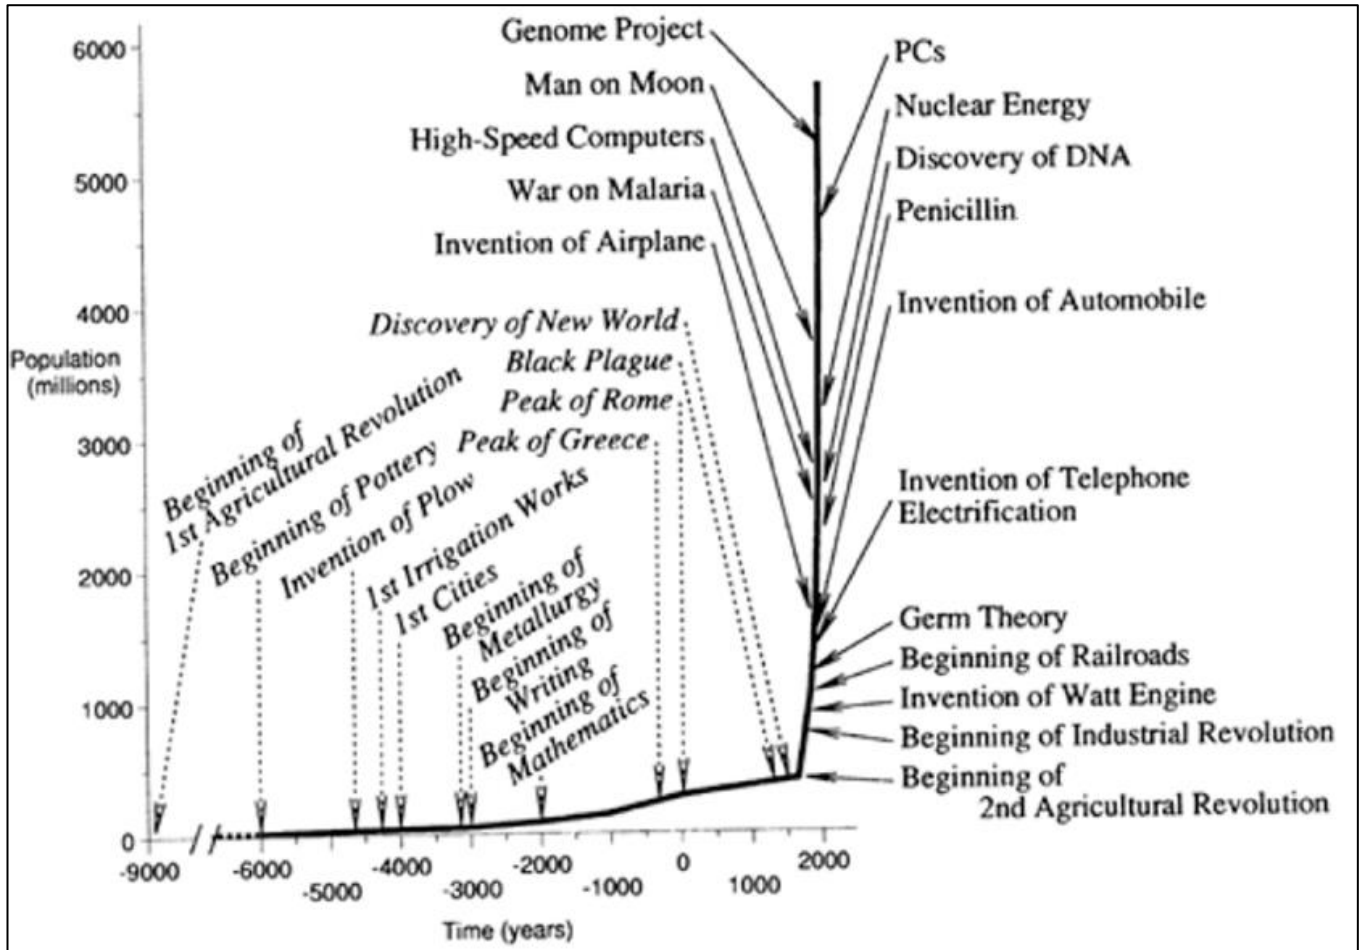 Genome Project
Man on Moon
High-Speed Computers
War on Malaria
Invention of Airplane
Discovery of New World
Black Plague
Peak of Rome
Peak of Greece
PCs
Nuclear Energy
Discovery of DNA
Penicillin
Invention of Automobile
Invention of Telephone
Electrification
Germ Theory
Beginning of Railroads
Invention of Watt Engine
Beginning of Industrial Revolution
Beginning of
2nd Agricultural Revolution
Beginning of
1st Agricultural Revolution
Beginning of Pottery
Invention of Plow
1st Irrigation Works
1st Cities
Beginning of
Metallurgy
Beginning of
Writing
Beginning of
Mathematics
6000
5000
4000
Population
(millions)
3000
2000
1000
0
-9000
-6000
-5000
-4000
-3000
-2000
-1000
0
1000
2000
Time (years)